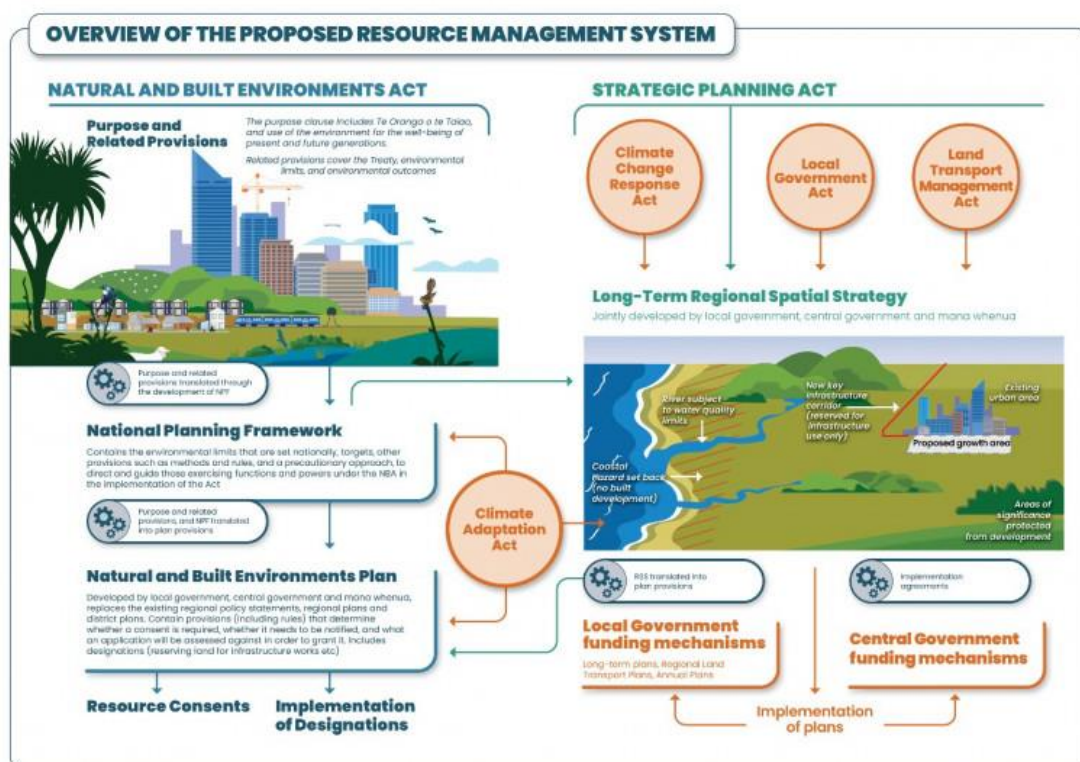 OVERVIEW OF THE PROPOSED RESOURCE MANAGEMENT SYSTEM
NATURAL AND BUILT ENVIRONMENTS ACT
Purpose and
Related Provisions
The purpose clause includes Te Oranga o te Taiao,
and use of the environment for the well-being of
present and future generations.
Related provisions cover the Treaty, environmental
limits, and environmental outcomes
Purpose and related
provisions translated through
the development of NPF
National Planning Framework
Contains the environmental limits that are set nationally, targets, other
provisions such as methods and rules, and a precautionary approach, to
direct and guide those exercising functions and powers under the NBA in
the implementation of the Act
Purpose and related
provisions, and NPF translated
into plan provisions
Natural and Built Environments Plan
Developed by local government, central government and mana whenua,
replaces the existing regional policy statements, regional plans and
district plans. Contain provisions (including rules) that determine
whether a consent is required, whether it needs to be notified, and what
an application will be assessed against in order to grant it. Includes
designations (reserving land for infrastructure works etc)
Resource Consents
Implementation
of Designations
Climate
Adaptation
Act
STRATEGIC PLANNING ACT
Climate
Change
Response
Act
Local
Government
Act
Land
Transport
Management
Act
Long-Term Regional Spatial Strategy
Jointly developed by local government, central government and mana whenua
River subject
to water quality
limits
New key
infrastructure
corridor
(reserved for
infrastructure
use only)
Existing
urban area
Proposed growth area
Coastal
hazard set back
(no built
development)
Areas of
significance
protected
from development
RSS translated into
plan provisions
Implementation
agreements
Local Government
funding mechanisms
Long-term plans, Regional Land
Transport Plans, Annual Plans
Central Government
funding mechanisms
Implementation
of plans